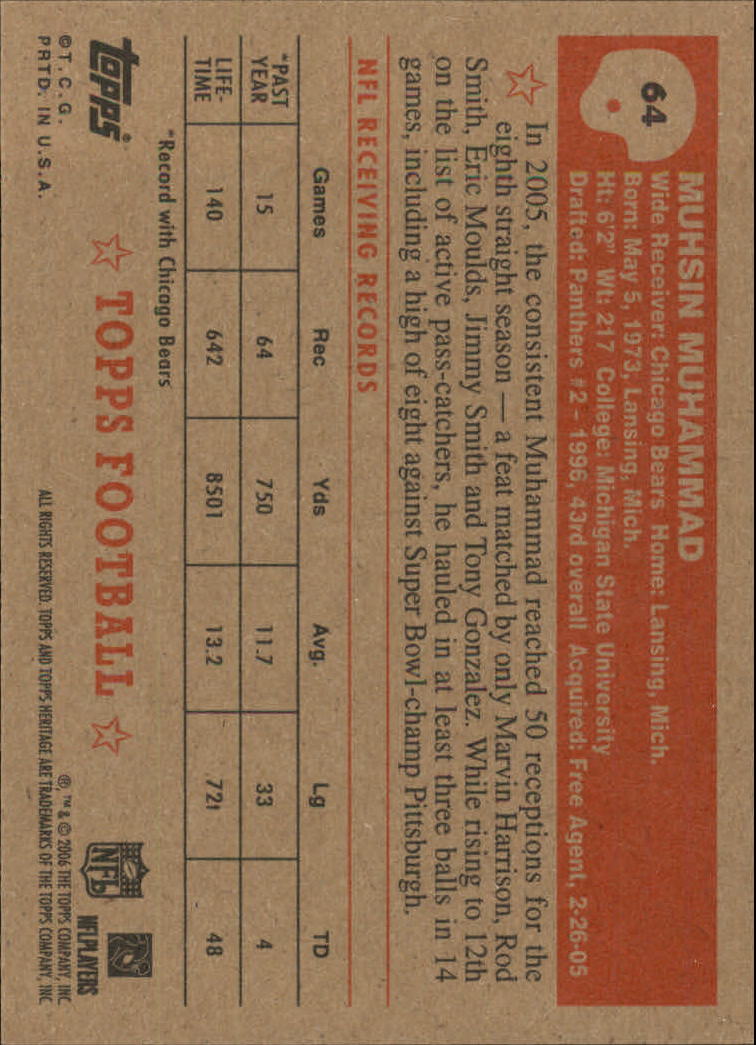 64
MUHSIN MUHAMMAD
Wide Receiver: Chicago Bears Home: Lansing, Mich.
Born: May 5, 1973, Lansing, Mich.
Ht: 6'2" Wt: 217 College: Michigan State University
Drafted: Panthers #2 - 1996, 43rd overall Acquired: Free Agent, 2-26-05
In 2005, the consistent Muhammad reached 50 receptions for the
eighth straight season — a feat matched by only Marvin Harrison, Rod
Smith, Eric Moulds, Jimmy Smith and Tony Gonzalez. While rising to 12th
on the list of active pass-catchers, he hauled in at least three balls in 14
games, including a high of eight against Super Bowl-champ Pittsburgh.
NFL RECEIVING RECORDS
Games Rec Yds Avg. Lg TD
*PAST
YEAR 15 64 750 11.7 33 4
LIFE-
TIME 140 642 8501 13.2 72t 48
*Record with Chicago Bears
topps®
©T.C.G.
PRTD. IN U.S.A.
TOPPS FOOTBALL
NFL
NFLPLAYERS
®, ™ & © 2006 THE TOPPS COMPANY, INC
ALL RIGHTS RESERVED. TOPPS AND TOPPS HERITAGE ARE TRADEMARKS OF THE TOPPS COMPANY, INC